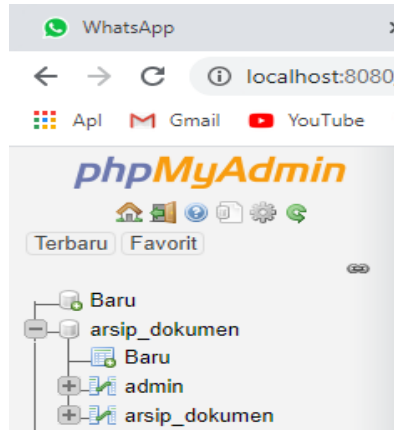 WhatsApp
localhost:8080
Apl Gmail YouTube
phpMyAdmin
Terbaru Favorit
Baru
arsip_dokumen
Baru
admin
arsip_dokumen